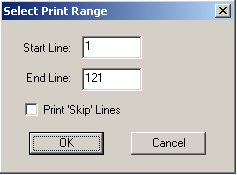 Select Print Range
Start Line: 1
End Line: 121
Print 'Skip' Lines
OK Cancel